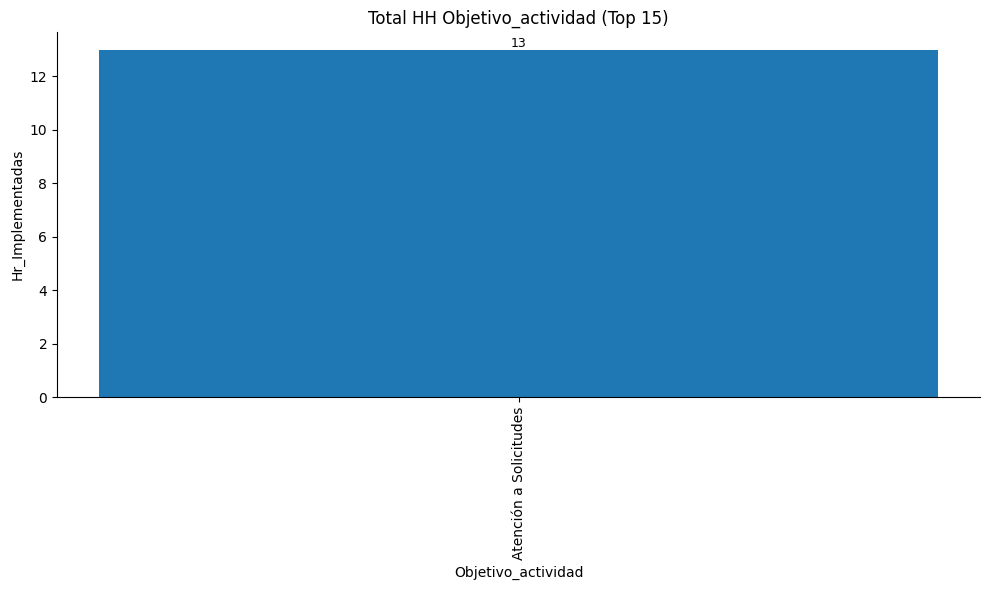 Total HH Objetivo_actividad (Top 15)
13
Hr_Implementadas
12
10
8
6
4
2
0
Atención a Solicitudes
Objetivo_actividad